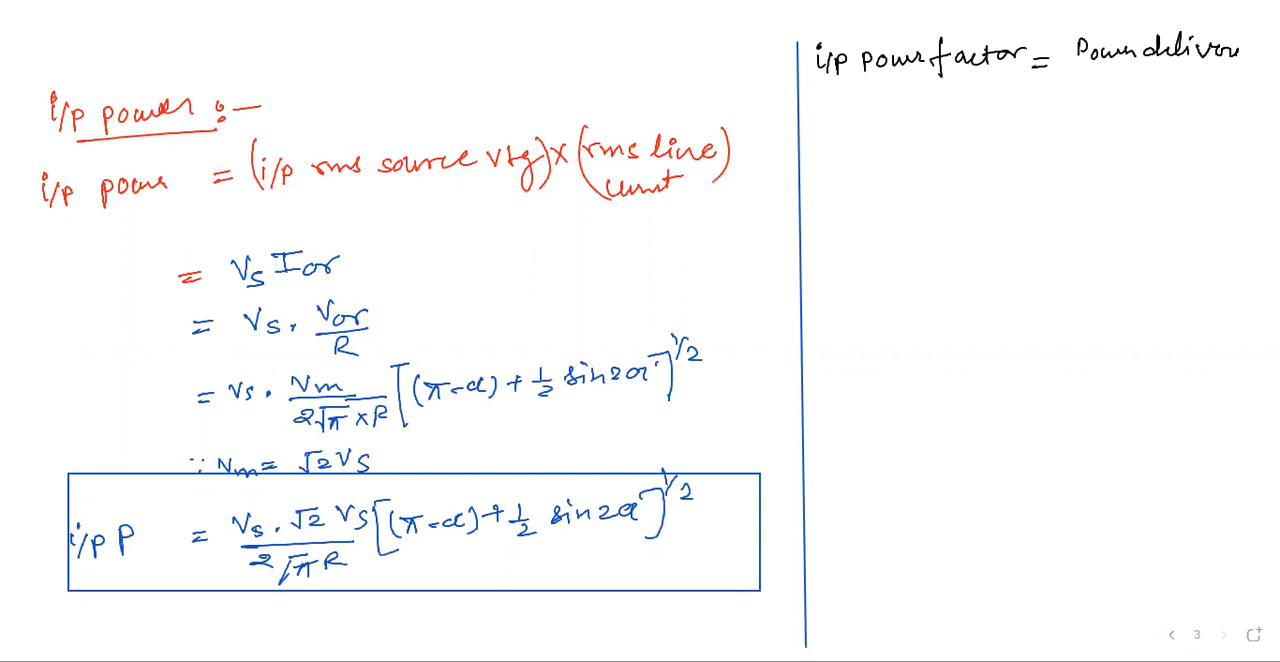 i/p power :-
i/p power = (i/p rms source vtg) × (rms line current)
= Vs Ior
= Vs . Vor/R
= Vs . Vm/(2√π × R) [(π-α) + 1/2 sin2α]^1/2
∵ Vm = √2 Vs
i/p P = Vs . √2 Vs/(2√π R) [(π-α) + 1/2 sin2α]^1/2
i/p power factor = Power deliver
3